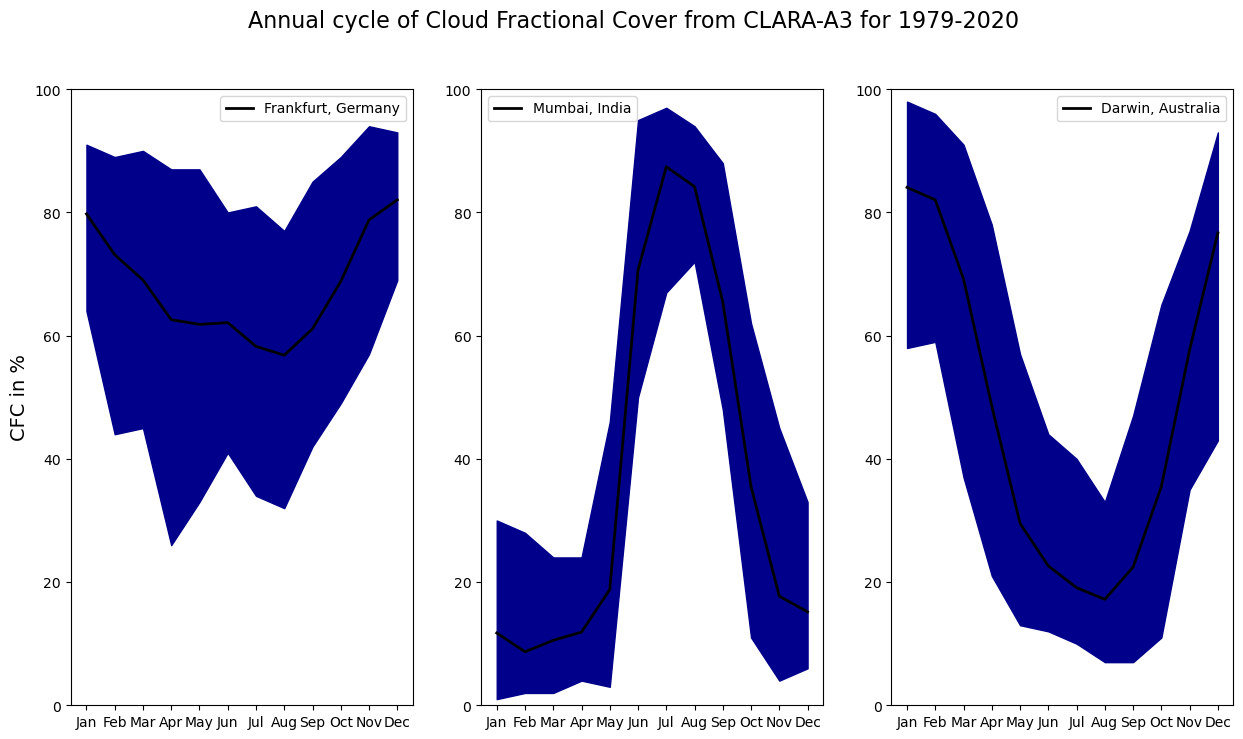 Annual cycle of Cloud Fractional Cover from CLARA-A3 for 1979-2020
CFC in %
100
80
60
40
20
0
Frankfurt, Germany
Jan Feb Mar Apr May Jun Jul Aug Sep Oct Nov Dec
100
80
60
40
20
0
Mumbai, India
Jan Feb Mar Apr May Jun Jul Aug Sep Oct Nov Dec
100
80
60
40
20
0
Darwin, Australia
Jan Feb Mar Apr May Jun Jul Aug Sep Oct Nov Dec